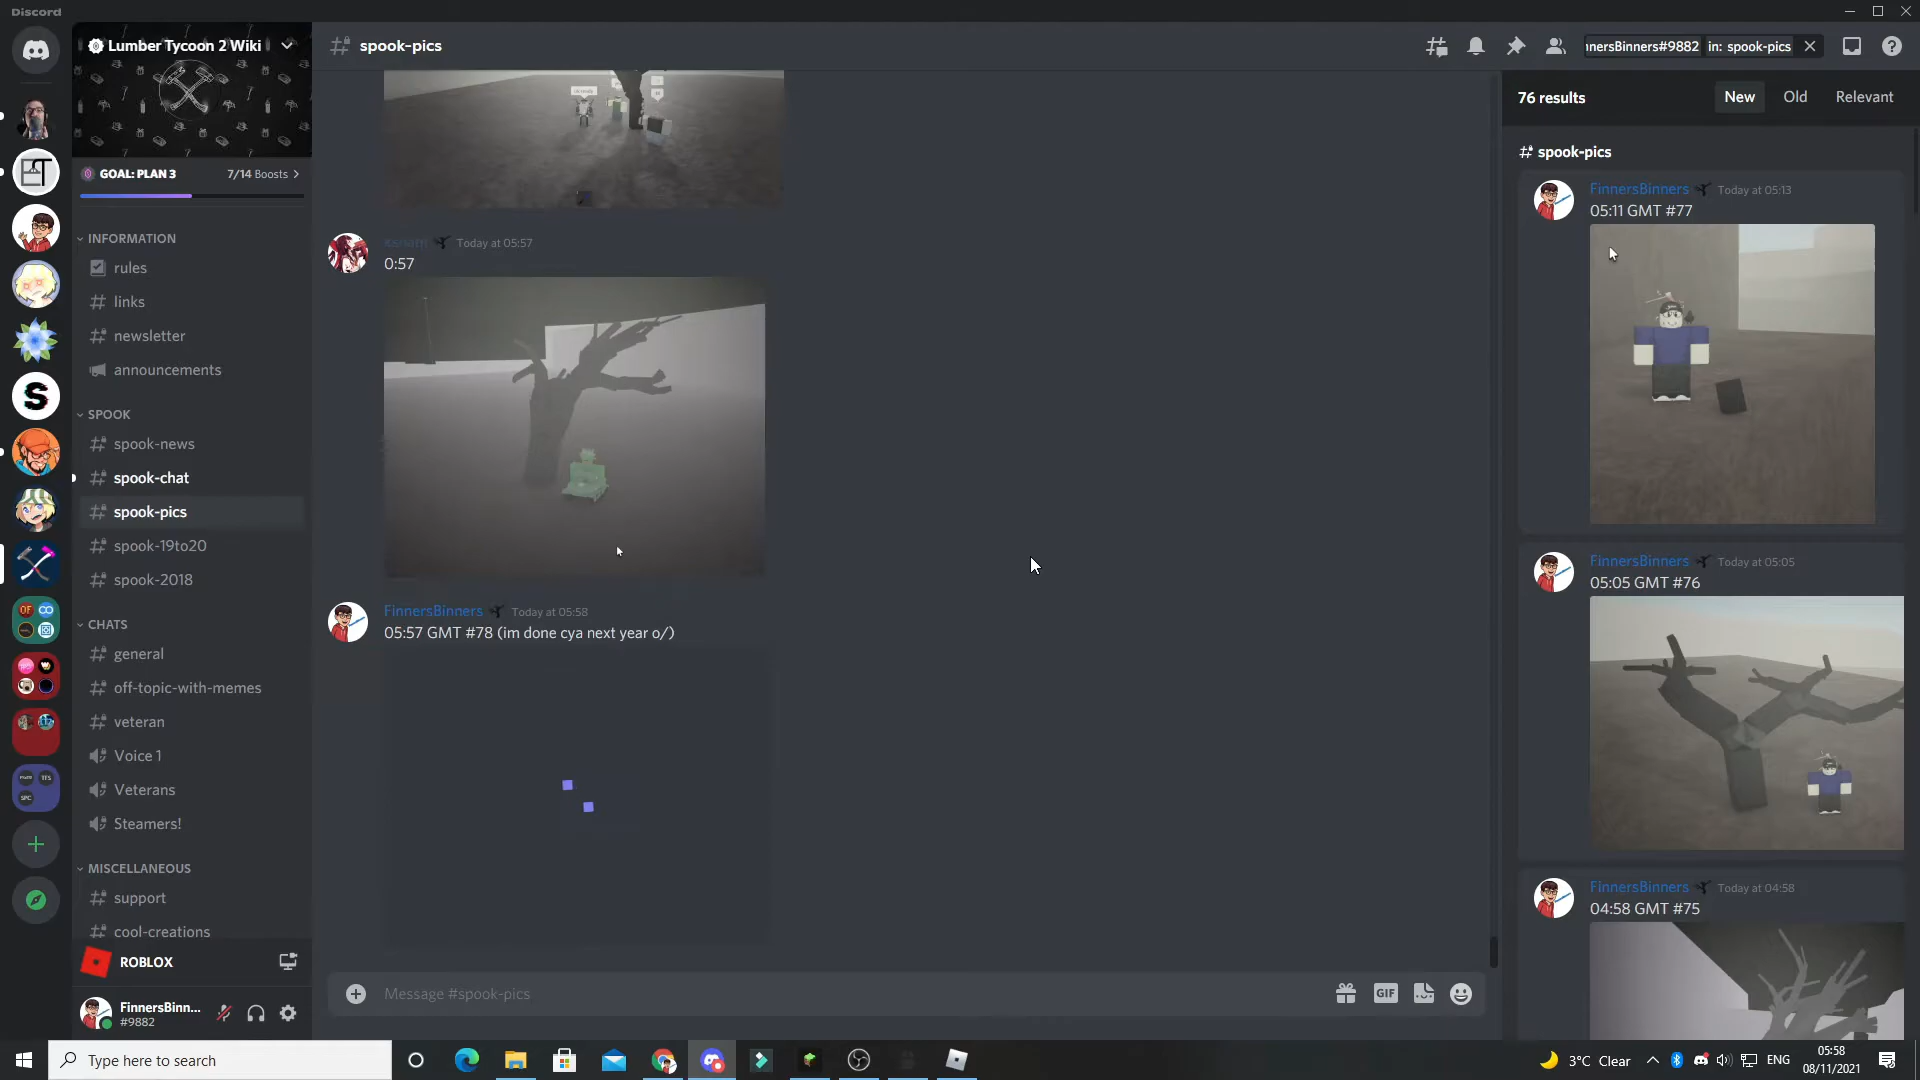 Discord
Lumber Tycoon 2 Wiki
spook-pics
nnersBinners#9882 in: spook-pics
GOAL: PLAN 3
7/14 Boosts
INFORMATION
rules
links
newsletter
announcements
SPOOK
spook-news
spook-chat
spook-pics
spook-19to20
spook-2018
CHATS
general
off-topic-with-memes
veteran
Voice 1
Veterans
Steamers!
MISCELLANEOUS
support
cool-creations
ROBLOX
FinnersBinn...
#9882
Today at 05:57
0:57
FinnersBinners Today at 05:58
05:57 GMT #78 (im done cya next year o/)
Message #spook-pics
GIF
76 results
New
Old
Relevant
spook-pics
FinnersBinners Today at 05:13
05:11 GMT #77
FinnersBinners Today at 05:05
05:05 GMT #76
FinnersBinners Today at 04:58
04:58 GMT #75
Type here to search
3°C Clear
ENG
05:58
08/11/2021